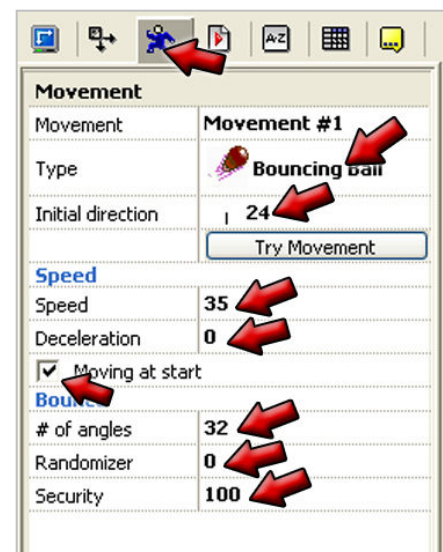 A-Z
Movement
Movement Movement #1
Type Bouncing Ball
Initial direction 24
Try Movement
Speed
Speed 35
Deceleration 0
Moving at start
# of angles 32
Randomizer 0
Security 100